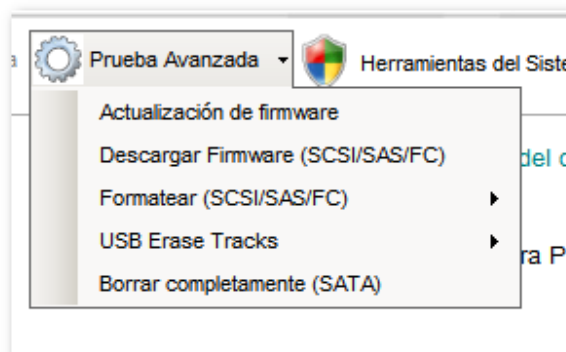 Prueba Avanzada
Herramientas del Siste
Actualización de firmware
Descargar Firmware (SCSI/SAS/FC)
del
Formatear (SCSI/SAS/FC)
USB Erase Tracks
ra P
Borrar completamente (SATA)